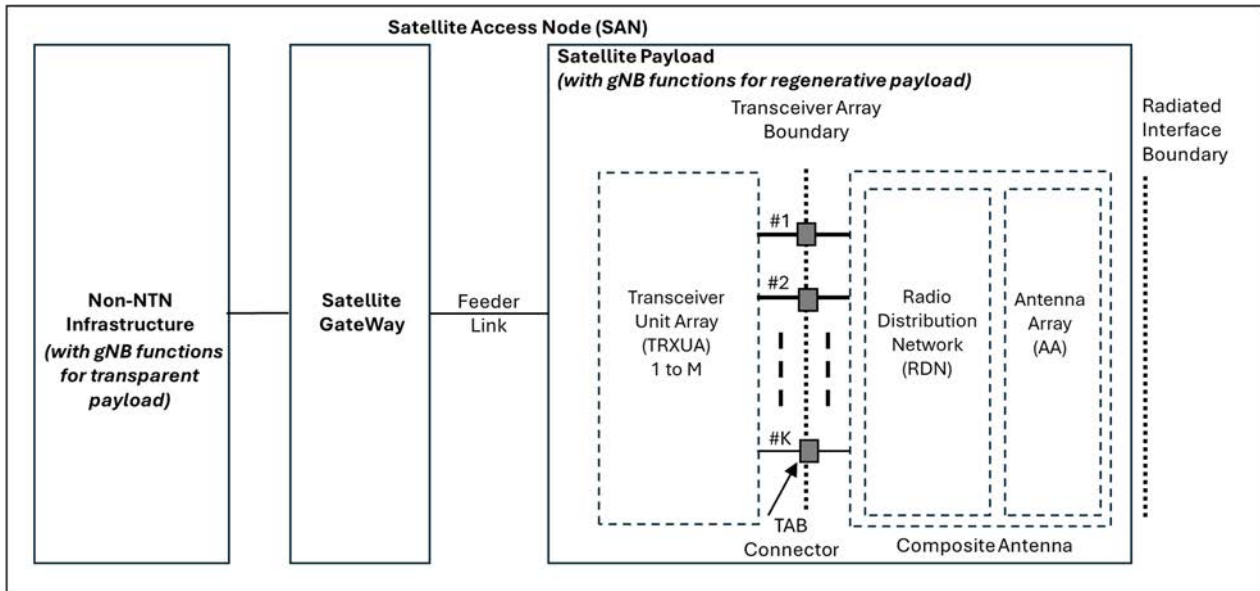 Satellite Access Node (SAN)
Non-NTN
Infrastructure
(with gNB functions
for transparent
payload)
Satellite
GateWay
Feeder
Link
Satellite Payload
(with gNB functions for regenerative payload)
Transceiver Array
Boundary
Transceiver
Unit Array
(TRXUA)
1 to M
#1
#2
#K
TAB
Connector
Radio
Distribution
Network
(RDN)
Antenna
Array
(AA)
Composite Antenna
Radiated
Interface
Boundary